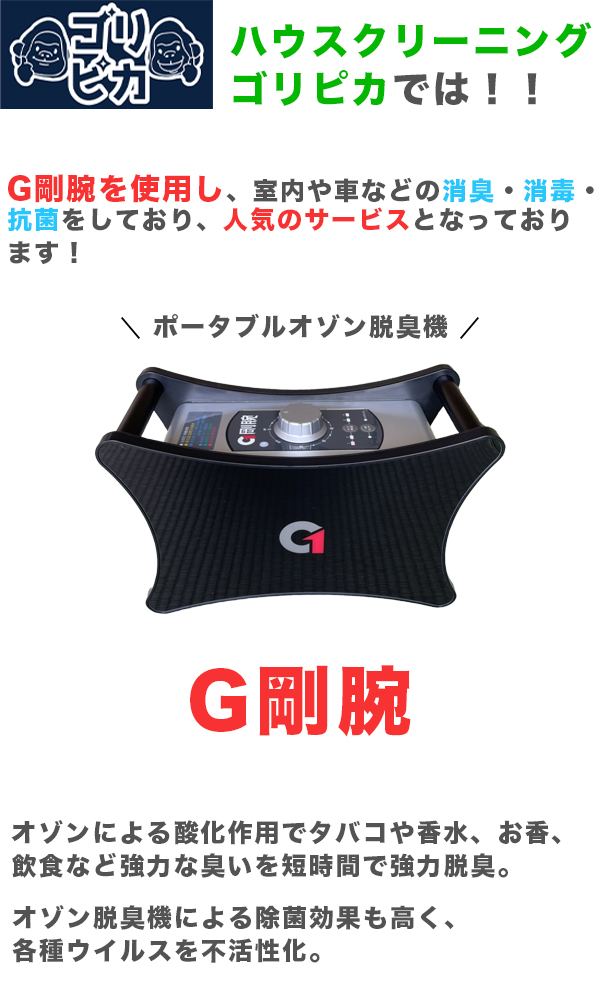 ゴリ
ピカ
ハウスクリーニング
ゴリピカでは！！
G剛腕を使用し、室内や車などの消臭・消毒・
抗菌をしており、人気のサービスとなっており
ます！
＼ ポータブルオゾン脱臭機 ／
G剛腕
G1
G剛腕
オゾンによる酸化作用でタバコや香水、お香、
飲食など強力な臭いを短時間で強力脱臭。
オゾン脱臭機による除菌効果も高く、
各種ウイルスを不活性化。